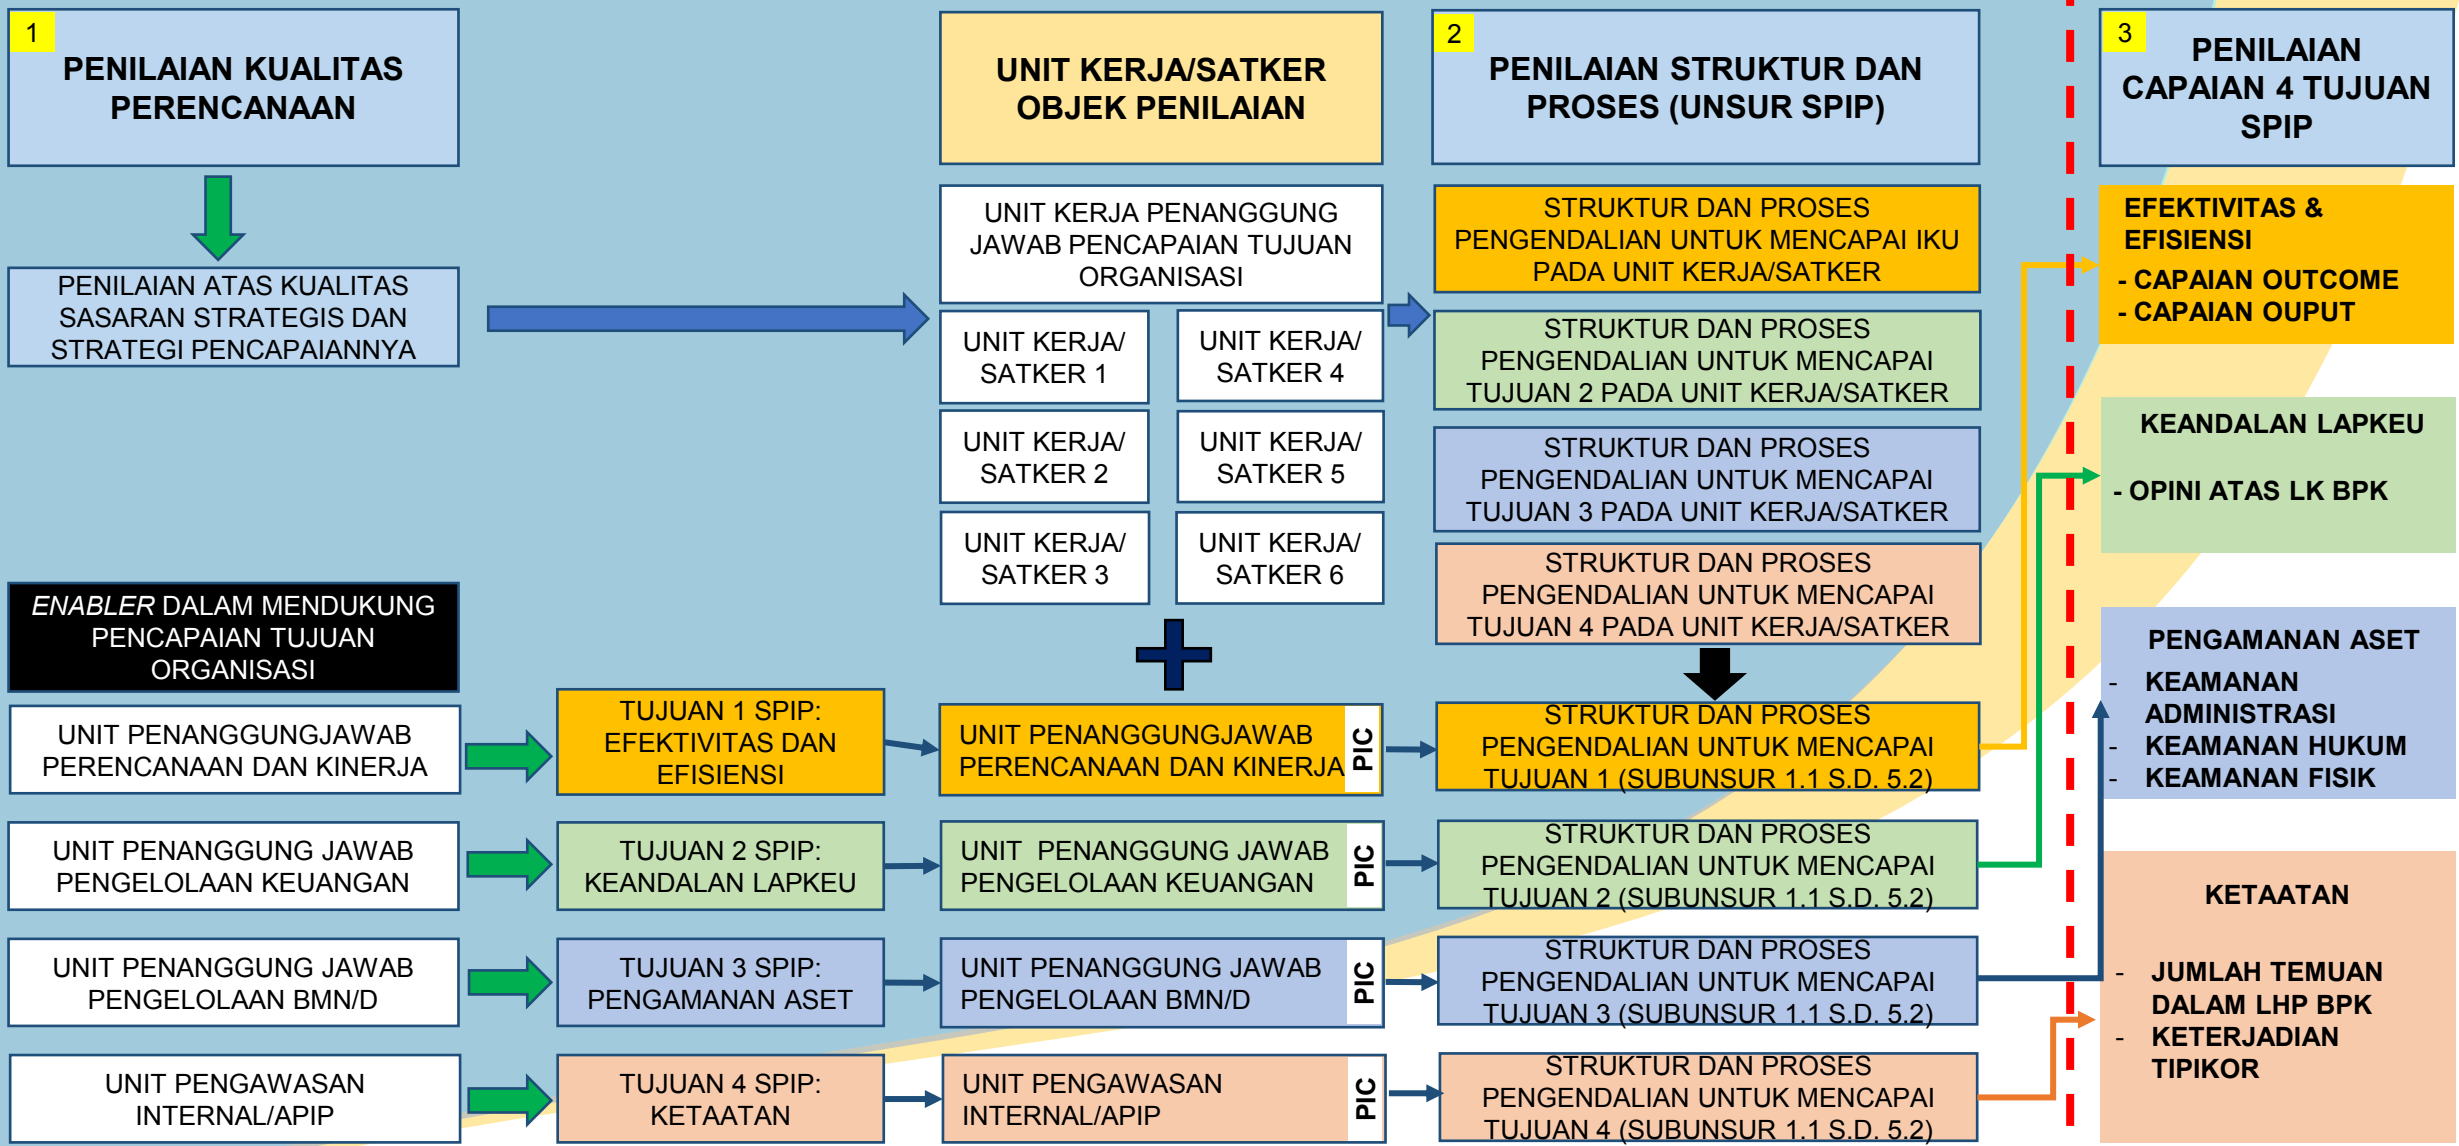 1
PENILAIAN KUALITAS
PERENCANAAN
PENILAIAN ATAS KUALITAS
SASARAN STRATEGIS DAN
STRATEGI PENCAPAIANNYA
ENABLER DALAM MENDUKUNG
PENCAPAIAN TUJUAN
ORGANISASI
UNIT PENANGGUNGJAWAB
PERENCANAAN DAN KINERJA
UNIT PENANGGUNG JAWAB
PENGELOLAAN KEUANGAN
UNIT PENANGGUNG JAWAB
PENGELOLAAN BMN/D
UNIT PENGAWASAN
INTERNAL/APIP
TUJUAN 1 SPIP:
EFEKTIVITAS DAN
EFISIENSI
TUJUAN 2 SPIP:
KEANDALAN LAPKEU
TUJUAN 3 SPIP:
PENGAMANAN ASET
TUJUAN 4 SPIP:
KETAATAN
UNIT KERJA/SATKER
OBJEK PENILAIAN
UNIT KERJA PENANGGUNG
JAWAB PENCAPAIAN TUJUAN
ORGANISASI
UNIT KERJA/
SATKER 1
UNIT KERJA/
SATKER 4
UNIT KERJA/
SATKER 2
UNIT KERJA/
SATKER 5
UNIT KERJA/
SATKER 3
UNIT KERJA/
SATKER 6
UNIT PENANGGUNGJAWAB
PERENCANAAN DAN KINERJA
PIC
UNIT PENANGGUNG JAWAB
PENGELOLAAN KEUANGAN
PIC
UNIT PENANGGUNG JAWAB
PENGELOLAAN BMN/D
PIC
UNIT PENGAWASAN
INTERNAL/APIP
PIC
2
PENILAIAN STRUKTUR DAN
PROSES (UNSUR SPIP)
STRUKTUR DAN PROSES
PENGENDALIAN UNTUK MENCAPAI IKU
PADA UNIT KERJA/SATKER
STRUKTUR DAN PROSES
PENGENDALIAN UNTUK MENCAPAI
TUJUAN 2 PADA UNIT KERJA/SATKER
STRUKTUR DAN PROSES
PENGENDALIAN UNTUK MENCAPAI
TUJUAN 3 PADA UNIT KERJA/SATKER
STRUKTUR DAN PROSES
PENGENDALIAN UNTUK MENCAPAI
TUJUAN 4 PADA UNIT KERJA/SATKER
STRUKTUR DAN PROSES
PENGENDALIAN UNTUK MENCAPAI
TUJUAN 1 (SUBUNSUR 1.1 S.D. 5.2)
STRUKTUR DAN PROSES
PENGENDALIAN UNTUK MENCAPAI
TUJUAN 2 (SUBUNSUR 1.1 S.D. 5.2)
STRUKTUR DAN PROSES
PENGENDALIAN UNTUK MENCAPAI
TUJUAN 3 (SUBUNSUR 1.1 S.D. 5.2)
STRUKTUR DAN PROSES
PENGENDALIAN UNTUK MENCAPAI
TUJUAN 4 (SUBUNSUR 1.1 S.D. 5.2)
3
PENILAIAN
CAPAIAN 4 TUJUAN
SPIP
EFEKTIVITAS &
EFISIENSI
- CAPAIAN OUTCOME
- CAPAIAN OUPUT
KEANDALAN LAPKEU
- OPINI ATAS LK BPK
PENGAMANAN ASET
- KEAMANAN
ADMINISTRASI
- KEAMANAN HUKUM
- KEAMANAN FISIK
KETAATAN
- JUMLAH TEMUAN
DALAM LHP BPK
- KETERJADIAN
TIPIKOR